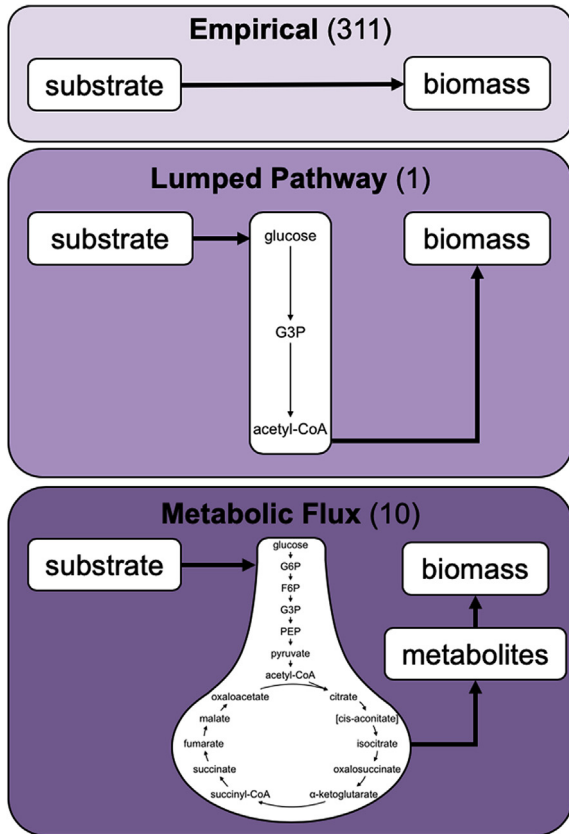 Empirical (311)
substrate
biomass
Lumped Pathway (1)
substrate
glucose
biomass
G3P
acetyl-CoA
Metabolic Flux (10)
substrate
glucose
G6P
F6P
G3P
PEP
pyruvate
acetyl-CoA
oxaloacetate
citrate
malate
[cis-aconitate]
fumarate
isocitrate
succinate
oxalosuccinate
succinyl-CoA
α-ketoglutarate
biomass
metabolites